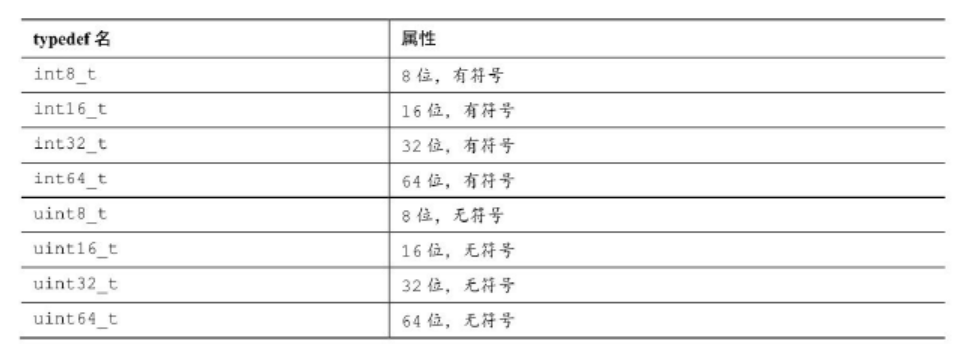 typedef 名 属性
int8_t 8 位，有符号
int16_t 16 位，有符号
int32_t 32 位，有符号
int64_t 64 位，有符号
uint8_t 8 位，无符号
uint16_t 16 位，无符号
uint32_t 32 位，无符号
uint64_t 64 位，无符号